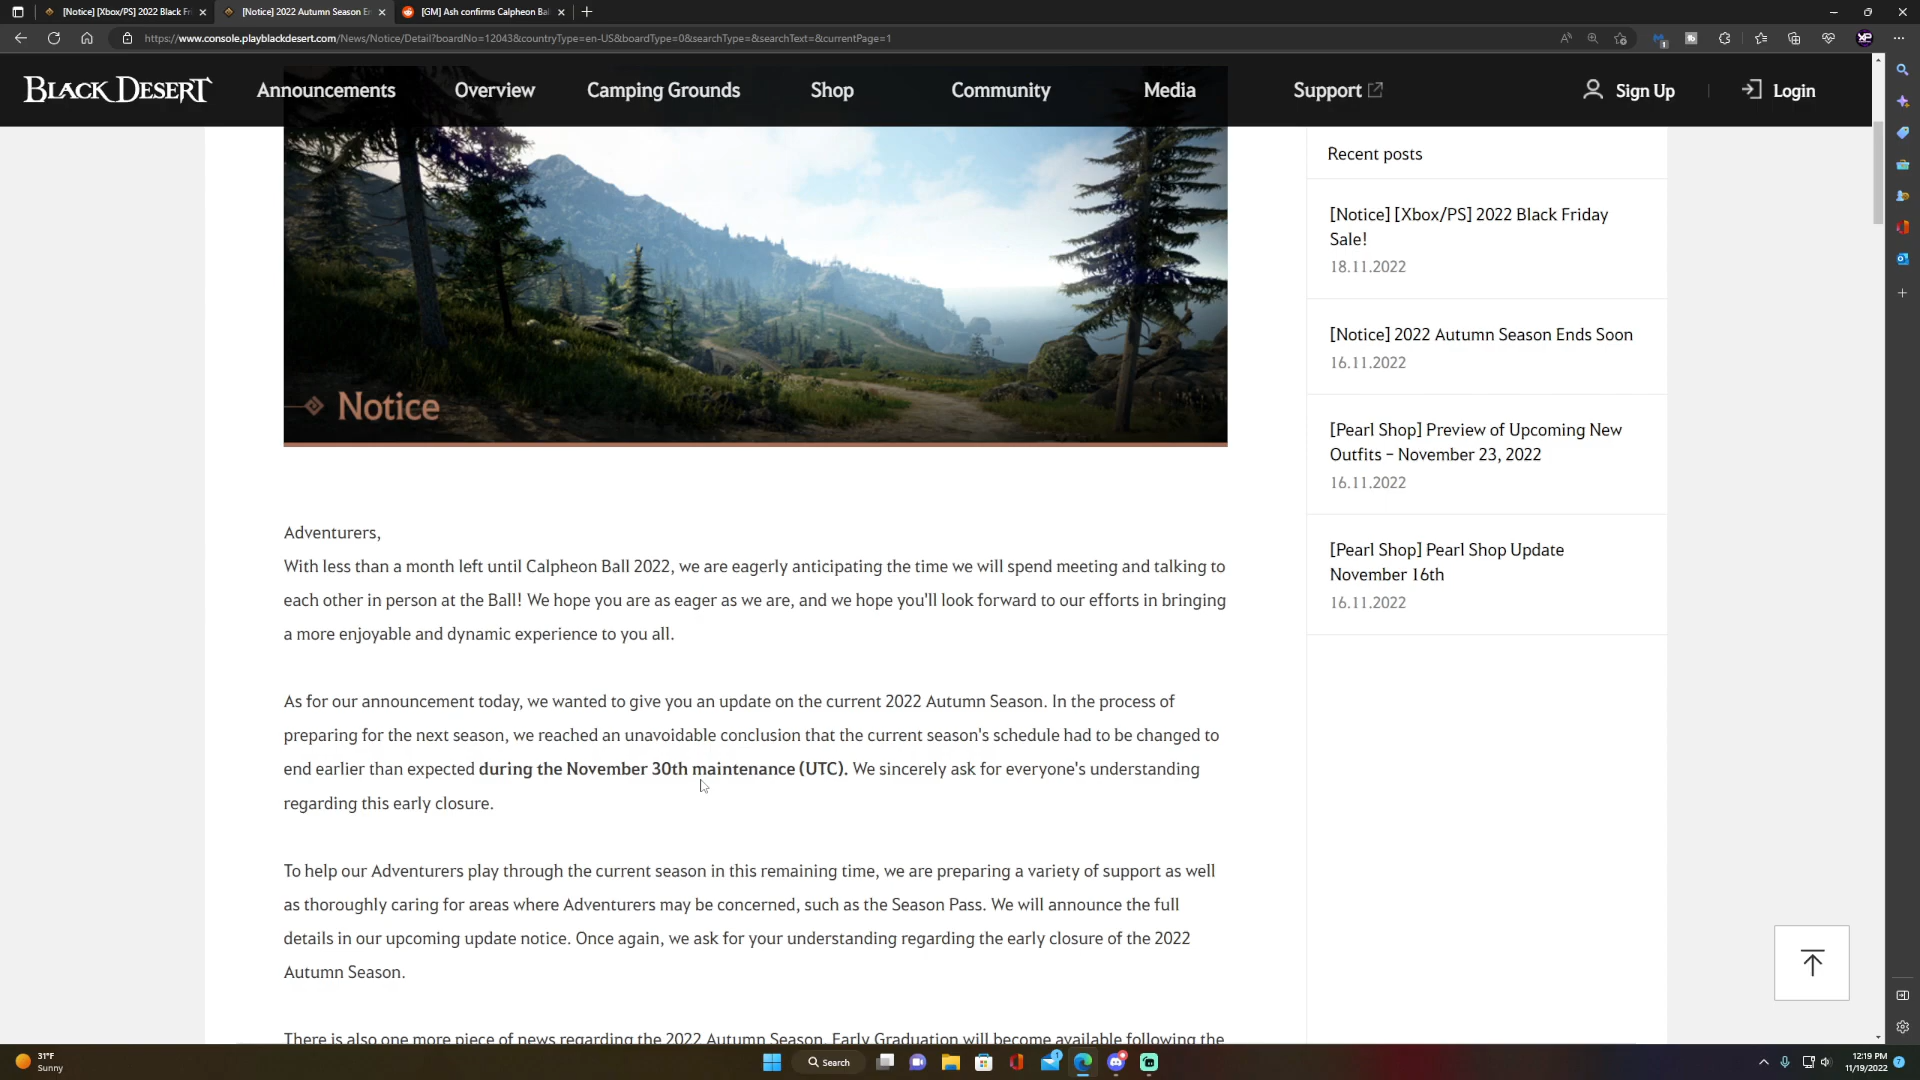 [Notice] [Xbox/PS] 2022 Black Fr
[Notice] 2022 Autumn Season E
[GM] Ash confirms Calpheon Bal
https://www.console.playblackdesert.com/News/Notice/Detail?boardNo=12043&countryType=en-US&boardType=0&searchType=&searchText=&currentPage=1
BLACK DESERT
Announcements
Overview
Camping Grounds
Shop
Community
Media
Support
Sign Up
Login
Notice
Adventurers,
With less than a month left until Calpheon Ball 2022, we are eagerly anticipating the time we will spend meeting and talking to
each other in person at the Ball! We hope you are as eager as we are, and we hope you'll look forward to our efforts in bringing
a more enjoyable and dynamic experience to you all.
As for our announcement today, we wanted to give you an update on the current 2022 Autumn Season. In the process of
preparing for the next season, we reached an unavoidable conclusion that the current season's schedule had to be changed to
end earlier than expected during the November 30th maintenance (UTC). We sincerely ask for everyone's understanding
regarding this early closure.
To help our Adventurers play through the current season in this remaining time, we are preparing a variety of support as well
as thoroughly caring for areas where Adventurers may be concerned, such as the Season Pass. We will announce the full
details in our upcoming update notice. Once again, we ask for your understanding regarding the early closure of the 2022
Autumn Season.
There is also one more piece of news regarding the 2022 Autumn Season. Early Graduation will become available following the
Recent posts
[Notice] [Xbox/PS] 2022 Black Friday
Sale!
18.11.2022
[Notice] 2022 Autumn Season Ends Soon
16.11.2022
[Pearl Shop] Preview of Upcoming New
Outfits – November 23, 2022
16.11.2022
[Pearl Shop] Pearl Shop Update
November 16th
16.11.2022
31°F
Sunny
Search
12:19 PM
11/19/2022